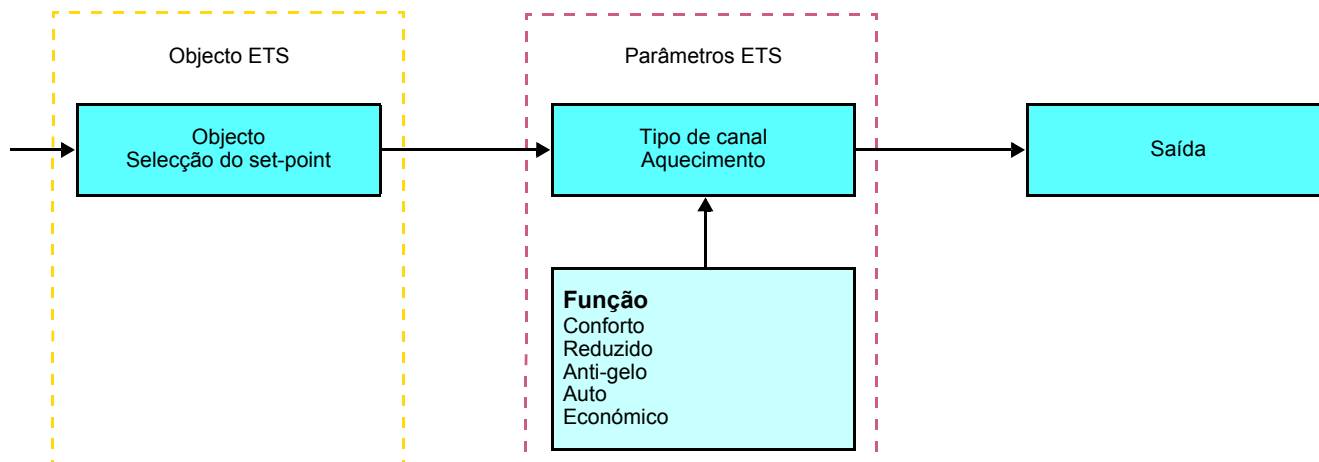 Objecto ETS
Parâmetros ETS
Objecto
Selecção do set-point
Tipo de canal
Aquecimento
Saída
Função
Conforto
Reduzido
Anti-gelo
Auto
Económico